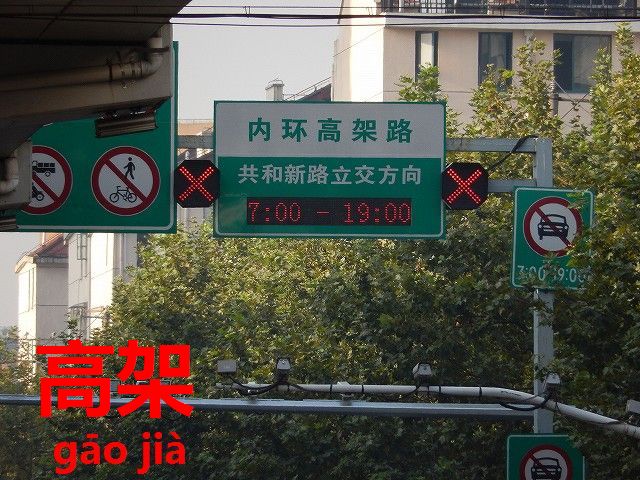 内环高架路
共和新路立交方向
7:00 - 19:00
7:00 19:00
高架
gāo jià